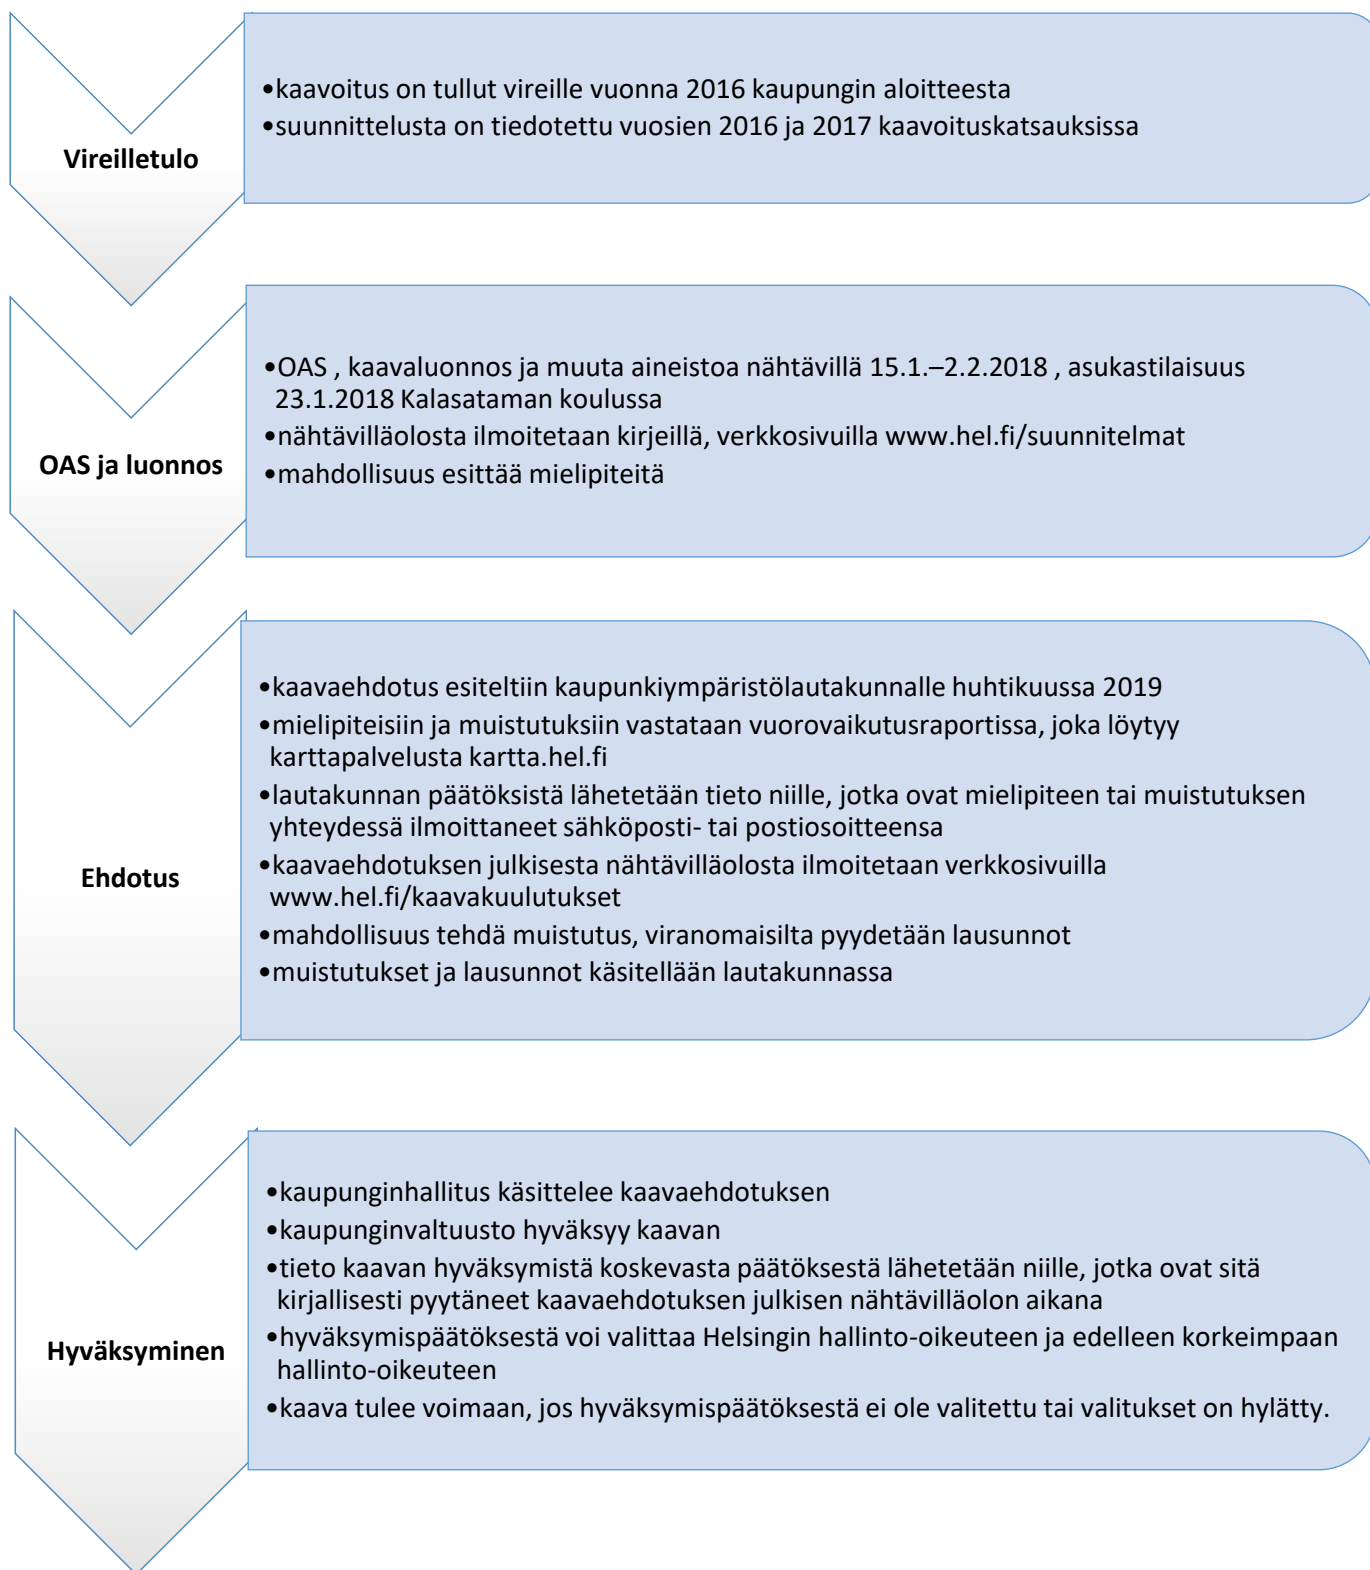 Vireilletulo
•kaavoitus on tullut vireille vuonna 2016 kaupungin aloitteesta
•suunnittelusta on tiedotettu vuosien 2016 ja 2017 kaavoituskatsauksissa
OAS ja luonnos
•OAS , kaavaluonnos ja muuta aineistoa nähtävillä 15.1.–2.2.2018 , asukastilaisuus
23.1.2018 Kalasataman koulussa
•nähtävilläolosta ilmoitetaan kirjeillä, verkkosivuilla www.hel.fi/suunnitelmat
•mahdollisuus esittää mielipiteitä
Ehdotus
•kaavaehdotus esiteltiin kaupunkiympäristölautakunnalle huhtikuussa 2019
•mielipiteisiin ja muistutuksiin vastataan vuorovaikutusraportissa, joka löytyy
karttapalvelusta kartta.hel.fi
•lautakunnan päätöksistä lähetetään tieto niille, jotka ovat mielipiteen tai muistutuksen
yhteydessä ilmoittaneet sähköposti- tai postiosoitteensa
•kaavaehdotuksen julkisesta nähtävilläolosta ilmoitetaan verkkosivuilla
www.hel.fi/kaavakuulutukset
•mahdollisuus tehdä muistutus, viranomaisilta pyydetään lausunnot
•muistutukset ja lausunnot käsitellään lautakunnassa
Hyväksyminen
•kaupunginhallitus käsittelee kaavaehdotuksen
•kaupunginvaltuusto hyväksyy kaavan
•tieto kaavan hyväksymistä koskevasta päätöksestä lähetetään niille, jotka ovat sitä
kirjallisesti pyytäneet kaavaehdotuksen julkisen nähtävilläolon aikana
•hyväksymispäätöksestä voi valittaa Helsingin hallinto-oikeuteen ja edelleen korkeimpaan
hallinto-oikeuteen
•kaava tulee voimaan, jos hyväksymispäätöksestä ei ole valitettu tai valitukset on hylätty.